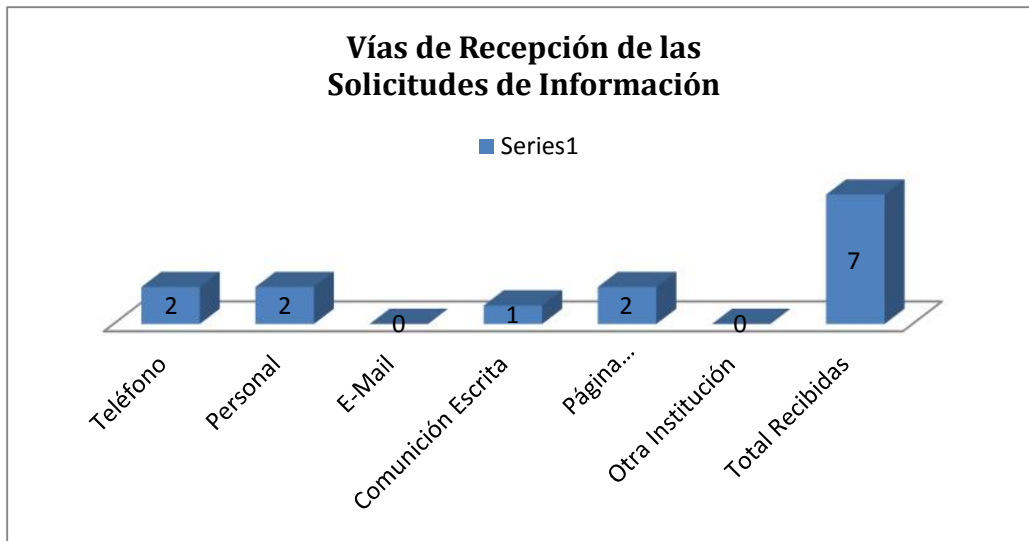 Vías de Recepción de las
Solicitudes de Información
Series1
2
2
0
1
2
0
7
Teléfono
Personal
E-Mail
Comunición Escrita
Página...
Otra Institución
Total Recibidas